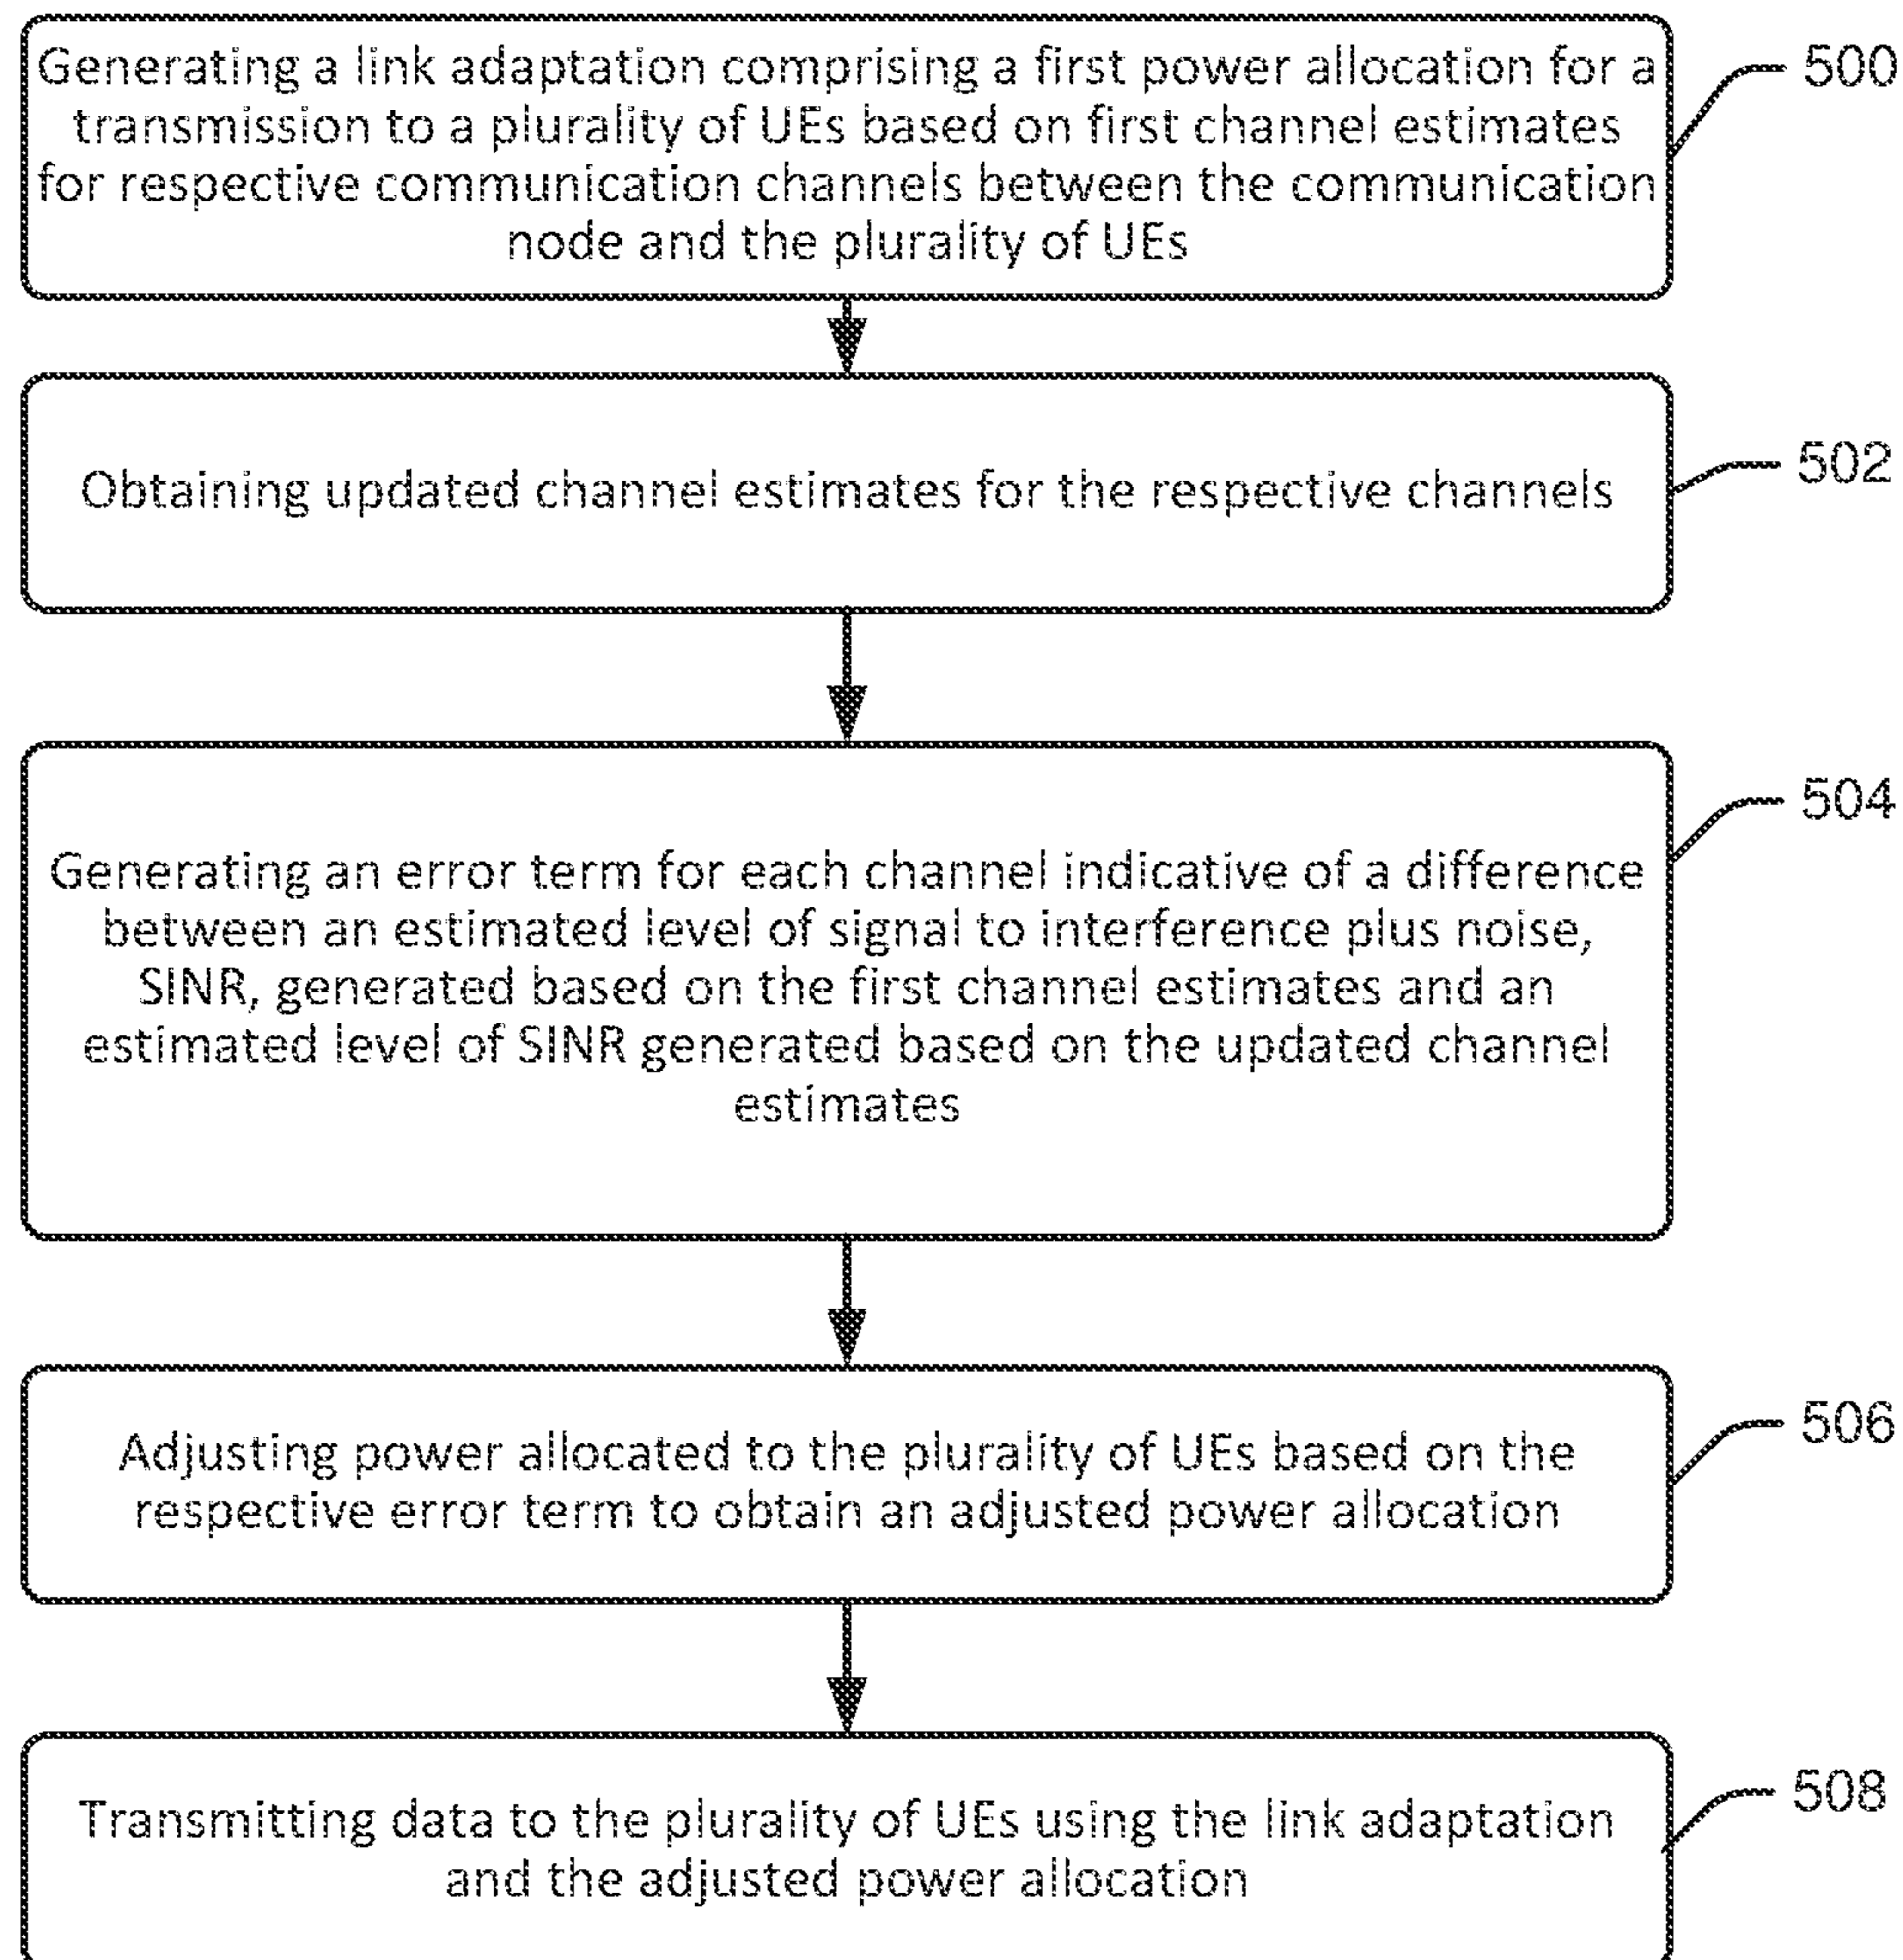 Generating a link adaptation comprising a first power allocation for a
transmission to a plurality of UEs based on first channel estimates
for respective communication channels between the communication
node and the plurality of UEs
500
Obtaining updated channel estimates for the respective channels
502
Generating an error term for each channel indicative of a difference
between an estimated level of signal to interference plus noise,
SINR, generated based on the first channel estimates and an
estimated level of SINR generated based on the updated channel
estimates
504
Adjusting power allocated to the plurality of UEs based on the
respective error term to obtain an adjusted power allocation
506
Transmitting data to the plurality of UEs using the link adaptation
and the adjusted power allocation
508